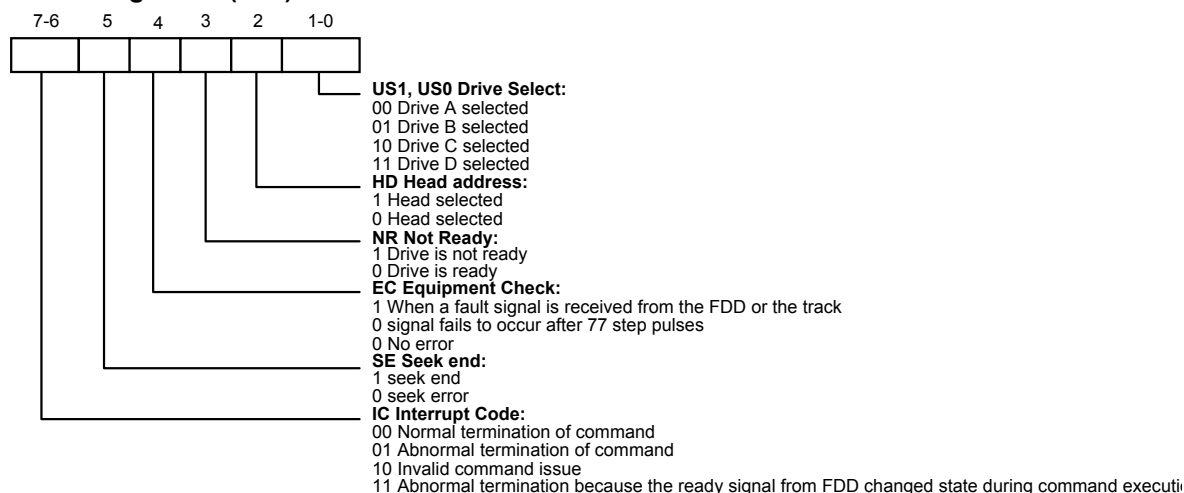 7-6 5 4 3 2 1-0
US1, US0 Drive Select:
00 Drive A selected
01 Drive B selected
10 Drive C selected
11 Drive D selected
HD Head address:
1 Head selected
0 Head selected
NR Not Ready:
1 Drive is not ready
0 Drive is ready
EC Equipment Check:
1 When a fault signal is received from the FDD or the track
0 signal fails to occur after 77 step pulses
0 No error
SE Seek end:
1 seek end
0 seek error
IC Interrupt Code:
00 Normal termination of command
01 Abnormal termination of command
10 Invalid command issue
11 Abnormal termination because the ready signal from FDD changed state during command executi